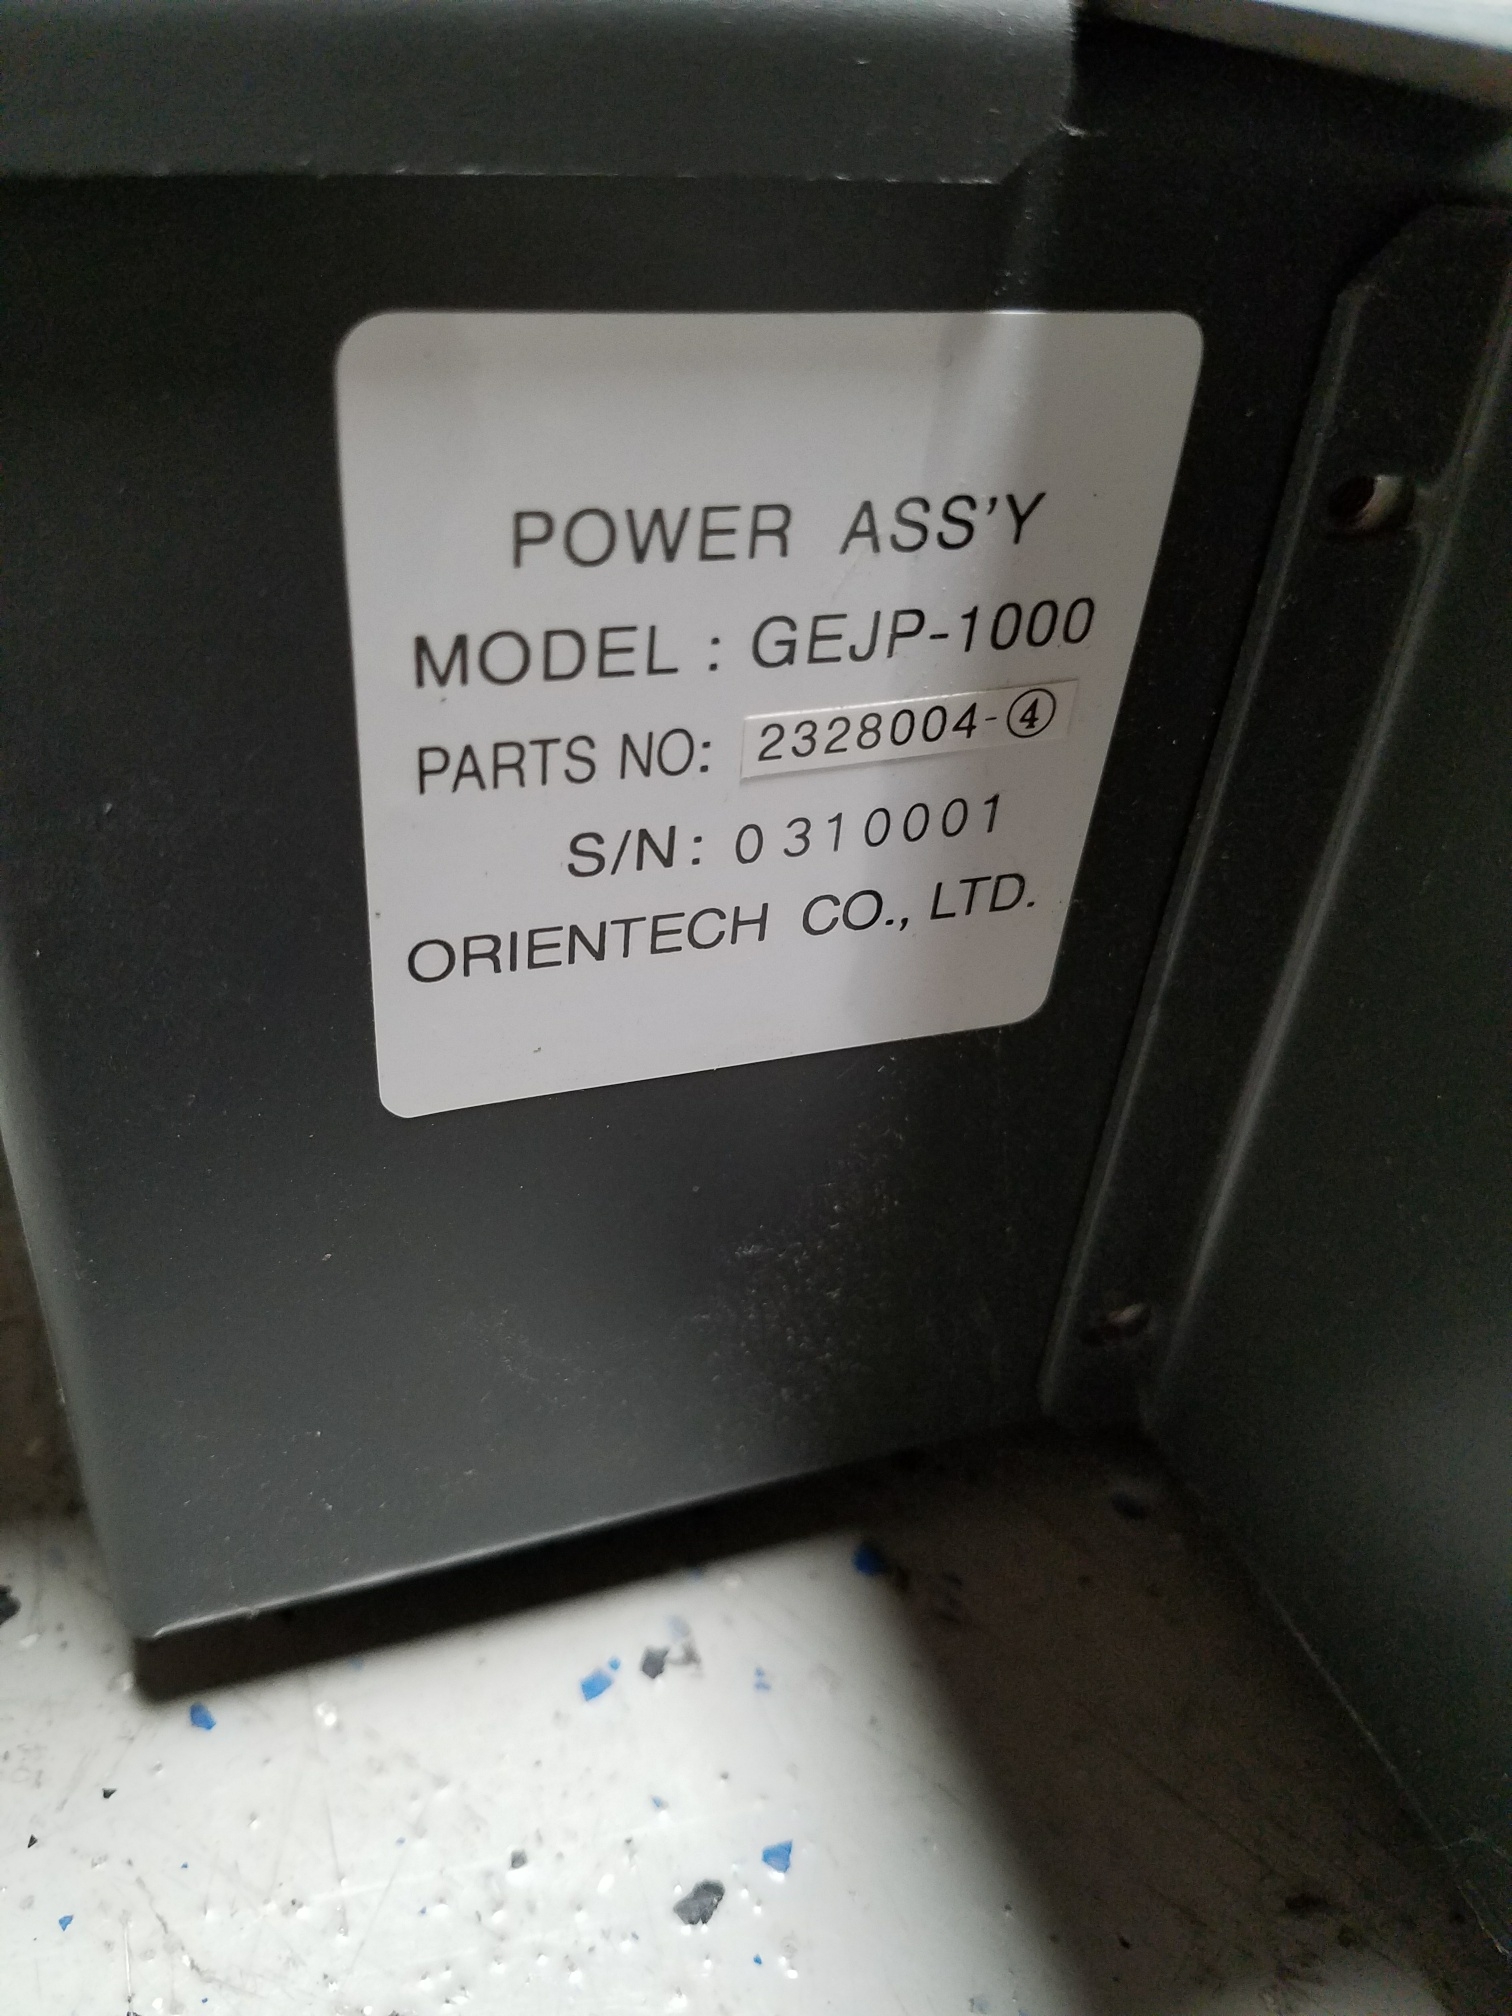 POWER ASS'Y
MODEL : GEJP-1000
PARTS NO: 2328004-④
S/N: 0310001
ORIENTECH CO., LTD.